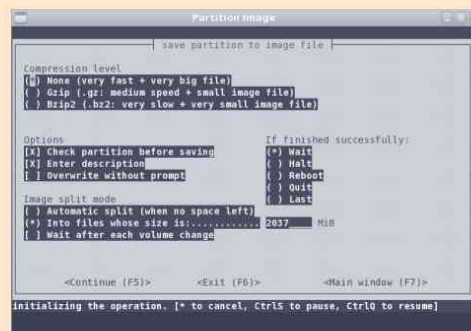 Partition Image
save partition to image file
Compression level
(*) None (very fast + very big file)
( ) Gzip (.gz: medium speed + small image file)
( ) Bzip2 (.bz2: very slow + very small image file)
Options
[X] Check partition before saving
[X] Enter description
[ ] Overwrite without prompt
If finished successfully:
(*) Wait
( ) Halt
( ) Reboot
( ) Quit
( ) Last
Image split mode
( ) Automatic split (when no space left)
(*) Into files whose size is:............ 2037____ MiB
[ ] Wait after each volume change
<Continue (F5)> <Exit (F6)> <Main window (F7)>
initializing the operation. [* to cancel, CtrlS to pause, CtrlQ to resume]